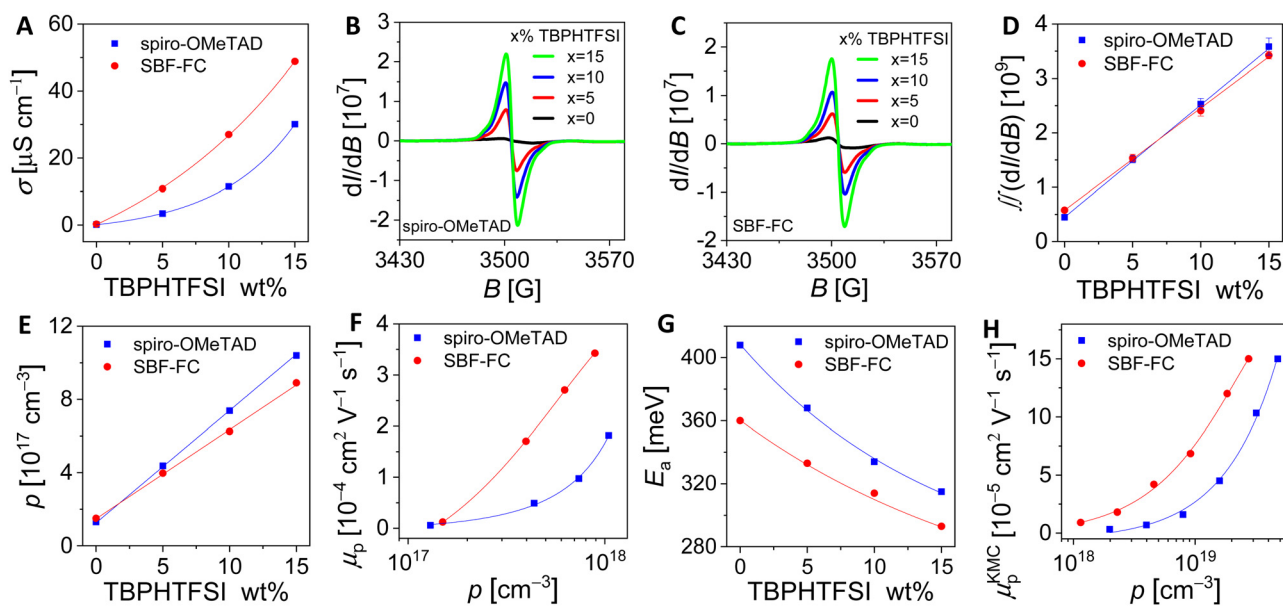 A
σ [µS cm⁻¹]
60
40
20
0
spiro-OMeTAD
SBF-FC
0 5 10 15
TBPHTFSI wt%
B
dI/dB [10⁷]
3
2
1
0
-1
-2
x% TBPHTFSI
x=15
x=10
x=5
x=0
spiro-OMeTAD
3430 3500 3570
B [G]
C
dI/dB [10⁷]
2
1
0
-1
-2
x% TBPHTFSI
x=15
x=10
x=5
x=0
SBF-FC
3430 3500 3570
B [G]
D
∫∫(dI/dB) [10⁹]
4
3
2
1
0
spiro-OMeTAD
SBF-FC
0 5 10 15
TBPHTFSI wt%
E
p [10¹⁷ cm⁻³]
12
8
4
0
spiro-OMeTAD
SBF-FC
0 5 10 15
TBPHTFSI wt%
F
μp [10⁻⁴ cm² V⁻¹ s⁻¹]
4
3
2
1
0
spiro-OMeTAD
SBF-FC
10¹⁷ 10¹⁸
p [cm⁻³]
G
Ea [meV]
400
360
320
280
spiro-OMeTAD
SBF-FC
0 5 10 15
TBPHTFSI wt%
H
μp^KMC [10⁻⁵ cm² V⁻¹ s⁻¹]
15
10
5
0
spiro-OMeTAD
SBF-FC
10¹⁸ 10¹⁹
p [cm⁻³]